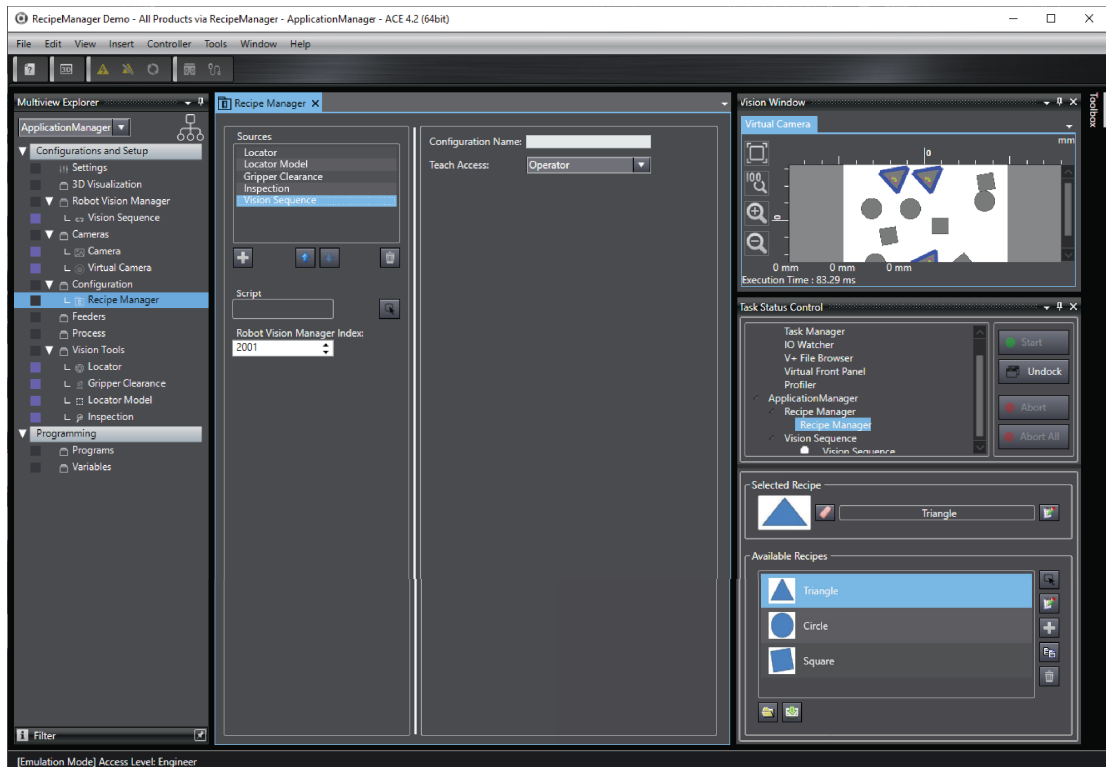 RecipeManager Demo - All Products via RecipeManager - ApplicationManager - ACE 4.2 (64bit)
File Edit View Insert Controller Tools Window Help
3D
Multiview Explorer
ApplicationManager
Configurations and Setup
Settings
3D Visualization
Robot Vision Manager
Vision Sequence
Cameras
Camera
Virtual Camera
Configuration
Recipe Manager
Feeders
Process
Vision Tools
Locator
Gripper Clearance
Locator Model
Inspection
Programming
Programs
Variables
Filter
Recipe Manager
Sources
Locator
Locator Model
Gripper Clearance
Inspection
Vision Sequence
Script
Robot Vision Manager Index:
2001
Configuration Name:
Teach Access: Operator
Vision Window
Virtual Camera
mm
0
100
0
0 mm 0 mm 0 mm
Execution Time : 83.29 ms
Toolbox
Task Status Control
Task Manager
IO Watcher
V+ File Browser
Virtual Front Panel
Profiler
ApplicationManager
Recipe Manager
Recipe Manager
Vision Sequence
Vision Sequence
Start
Undock
Abort
Abort All
Selected Recipe
Triangle
Available Recipes
Triangle
Circle
Square
[Emulation Mode] Access Level: Engineer